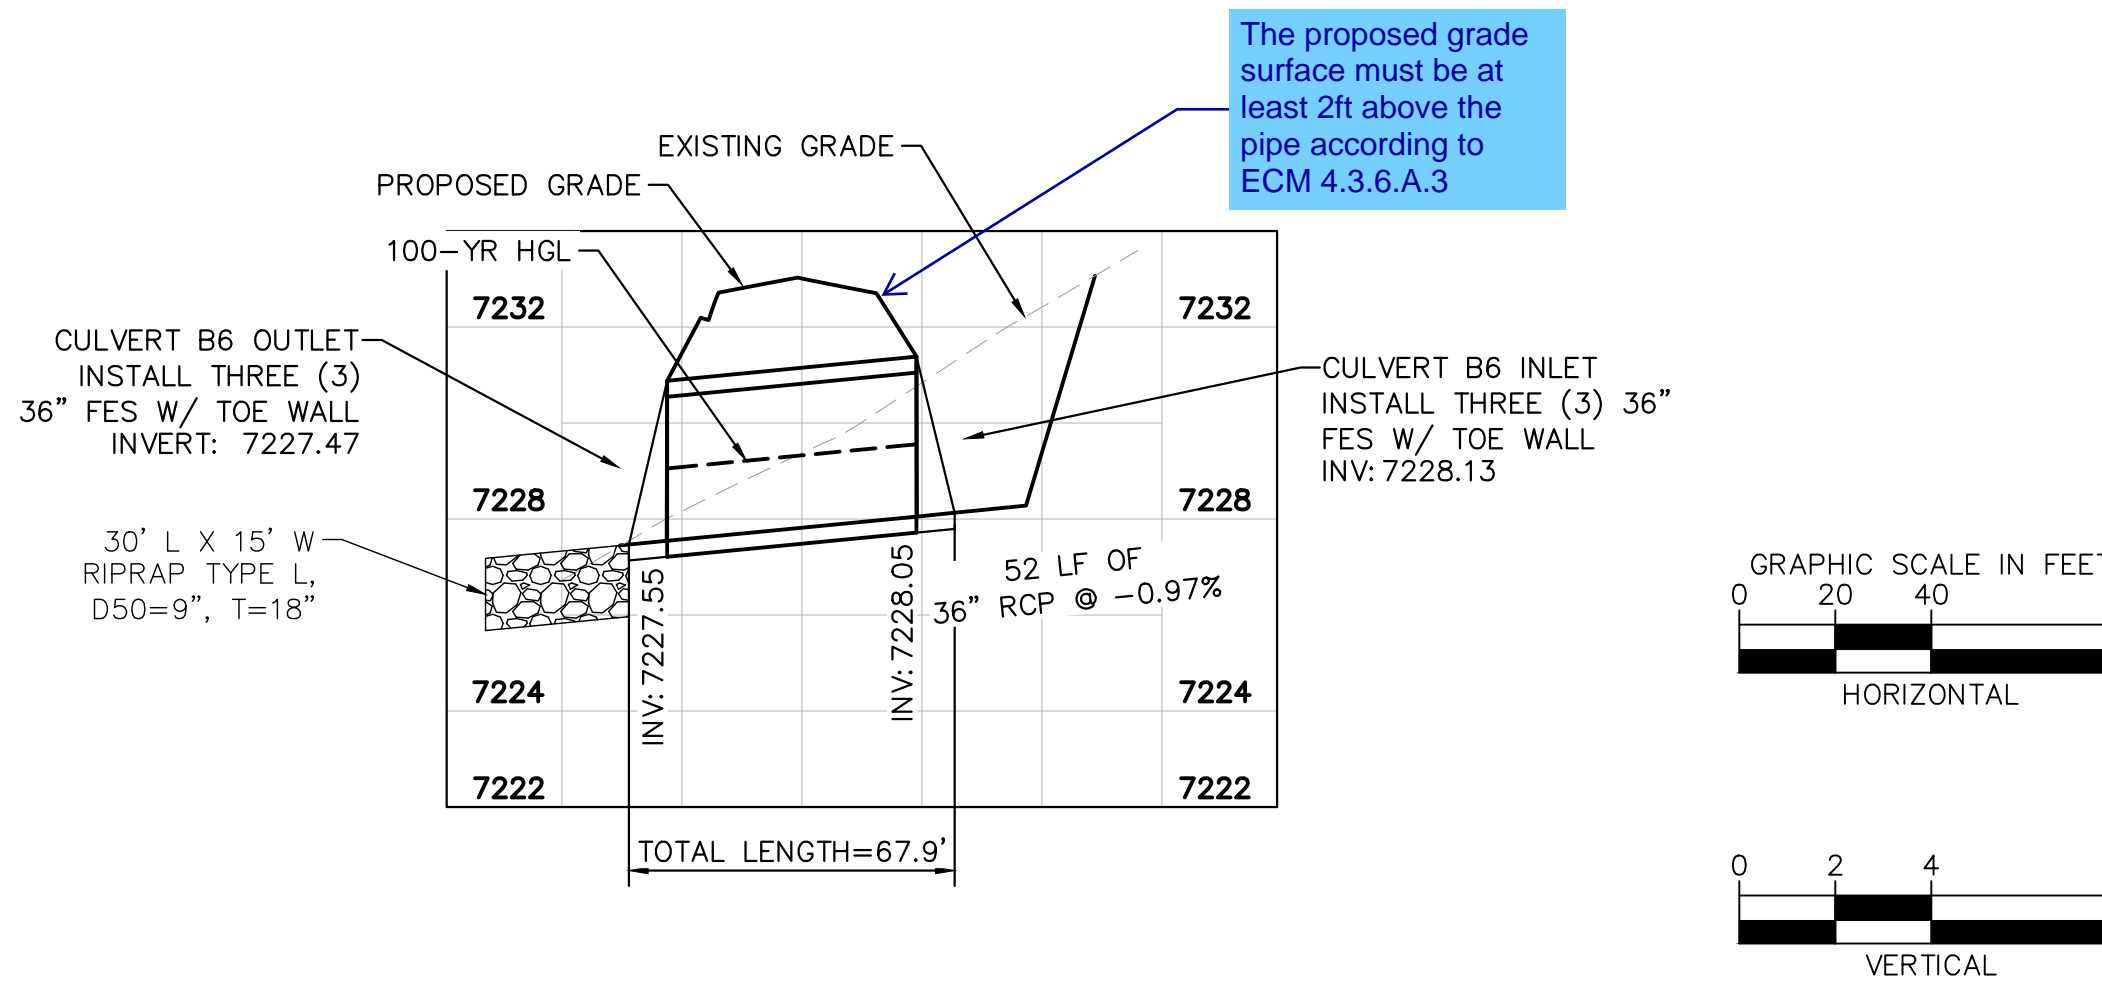 The proposed grade
surface must be at
least 2ft above the
pipe according to
ECM 4.3.6.A.3
EXISTING GRADE
PROPOSED GRADE
100-YR HGL
7232
7232
CULVERT B6 OUTLET
INSTALL THREE (3)
36" FES W/ TOE WALL
INVERT: 7227.47
CULVERT B6 INLET
INSTALL THREE (3) 36"
FES W/ TOE WALL
INV: 7228.13
7228
7228
30' L X 15' W
RIPRAP TYPE L,
D50=9", T=18"
INV: 7227.55
INV: 7228.05
52 LF OF
36" RCP @ -0.97%
7224
7224
7222
7222
TOTAL LENGTH=67.9'
GRAPHIC SCALE IN FEET
0 20 40
HORIZONTAL
0 2 4
VERTICAL